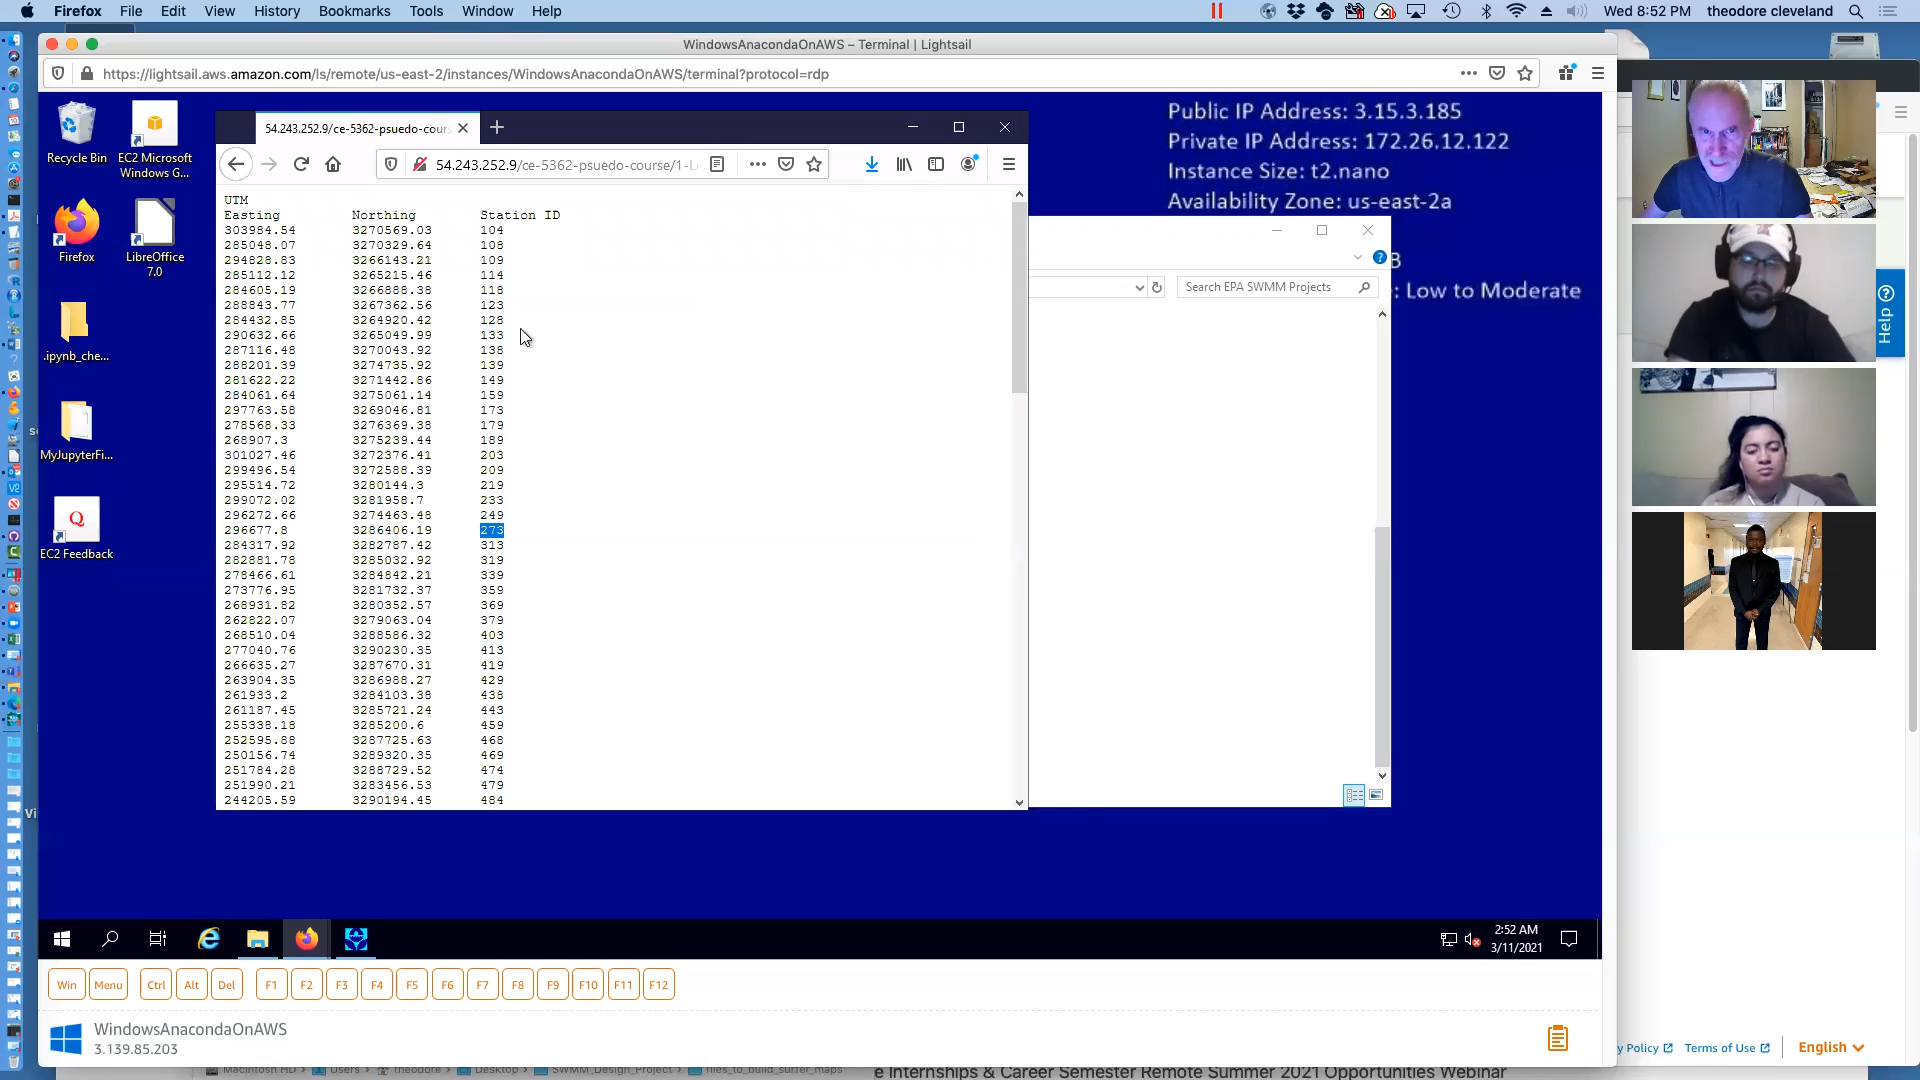 Firefox File Edit View History Bookmarks Tools Window Help Wed 8:52 PM theodore cleveland
WindowsAnacondaOnAWS – Terminal | Lightsail
https://lightsail.aws.amazon.com/ls/remote/us-east-2/instances/WindowsAnacondaOnAWS/terminal?protocol=rdp
Public IP Address: 3.15.3.185
Private IP Address: 172.26.12.122
Instance Size: t2.nano
Availability Zone: us-east-2a
B
: Low to Moderate
Recycle Bin
EC2 Microsoft
Windows G...
Firefox
LibreOffice
7.0
.ipynb_che...
MyJupyterFi...
EC2 Feedback
54.243.252.9/ce-5362-psuedo-cour
54.243.252.9/ce-5362-psuedo-course/1-L
Search EPA SWMM Projects
UTM
Easting Northing Station ID
303984.54 3270569.03 104
285048.07 3270329.64 108
294828.83 3266143.21 109
285112.12 3265215.46 114
284605.19 3266888.38 118
288843.77 3267362.56 123
284432.85 3264920.42 128
290632.66 3265049.99 133
287116.48 3270043.92 138
288201.39 3274735.92 139
281622.22 3271442.86 149
284061.64 3275061.14 159
297763.58 3269046.81 173
278568.33 3276369.38 179
268907.3 3275239.44 189
301027.46 3272376.41 203
299496.54 3272588.39 209
295514.72 3280144.3 219
299072.02 3281958.7 233
296272.66 3274463.48 249
296677.8 3286406.19 273
284317.92 3282787.42 313
282881.78 3285032.92 319
278466.61 3284842.21 339
273776.95 3281732.37 359
268931.82 3280352.57 369
262822.07 3279063.04 379
268510.04 3288586.32 403
277040.76 3290230.35 413
266635.27 3287670.31 419
263904.35 3286988.27 429
261933.2 3284103.38 438
261187.45 3285721.24 443
255338.18 3285200.6 459
252595.88 3287725.63 468
250156.74 3289320.35 469
251784.28 3288729.52 474
251990.21 3283456.53 479
244205.59 3290194.45 484
Help
2:52 AM
3/11/2021
Win Menu Ctrl Alt Del F1 F2 F3 F4 F5 F6 F7 F8 F9 F10 F11 F12
WindowsAnacondaOnAWS
3.139.85.203
y Policy Terms of Use English
Macintosh HD Users theodore Desktop SWMM_Design_Project files_to_build_surfer_maps
e Internships & Career Semester Remote Summer 2021 Opportunities Webinar